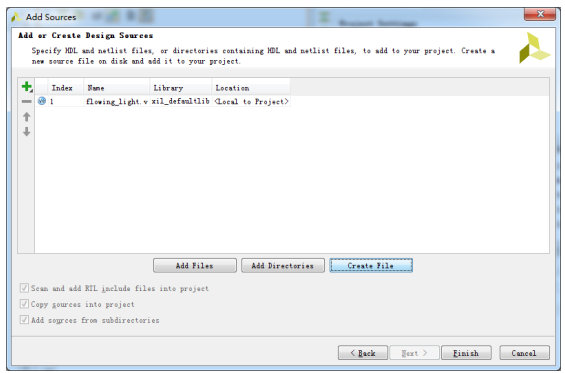 Add Sources
Add or Create Design Sources
Specify HDL and netlist files, or directories containing HDL and netlist files, to add to your project. Create a
new source file on disk and add it to your project.
Index Name Library Location
1 flowing_light.v xil_defaultlib <Local to Project>
Add Files Add Directories Create File
Scan and add RTL include files into project
Copy sources into project
Add sources from subdirectories
< Back Next > Finish Cancel